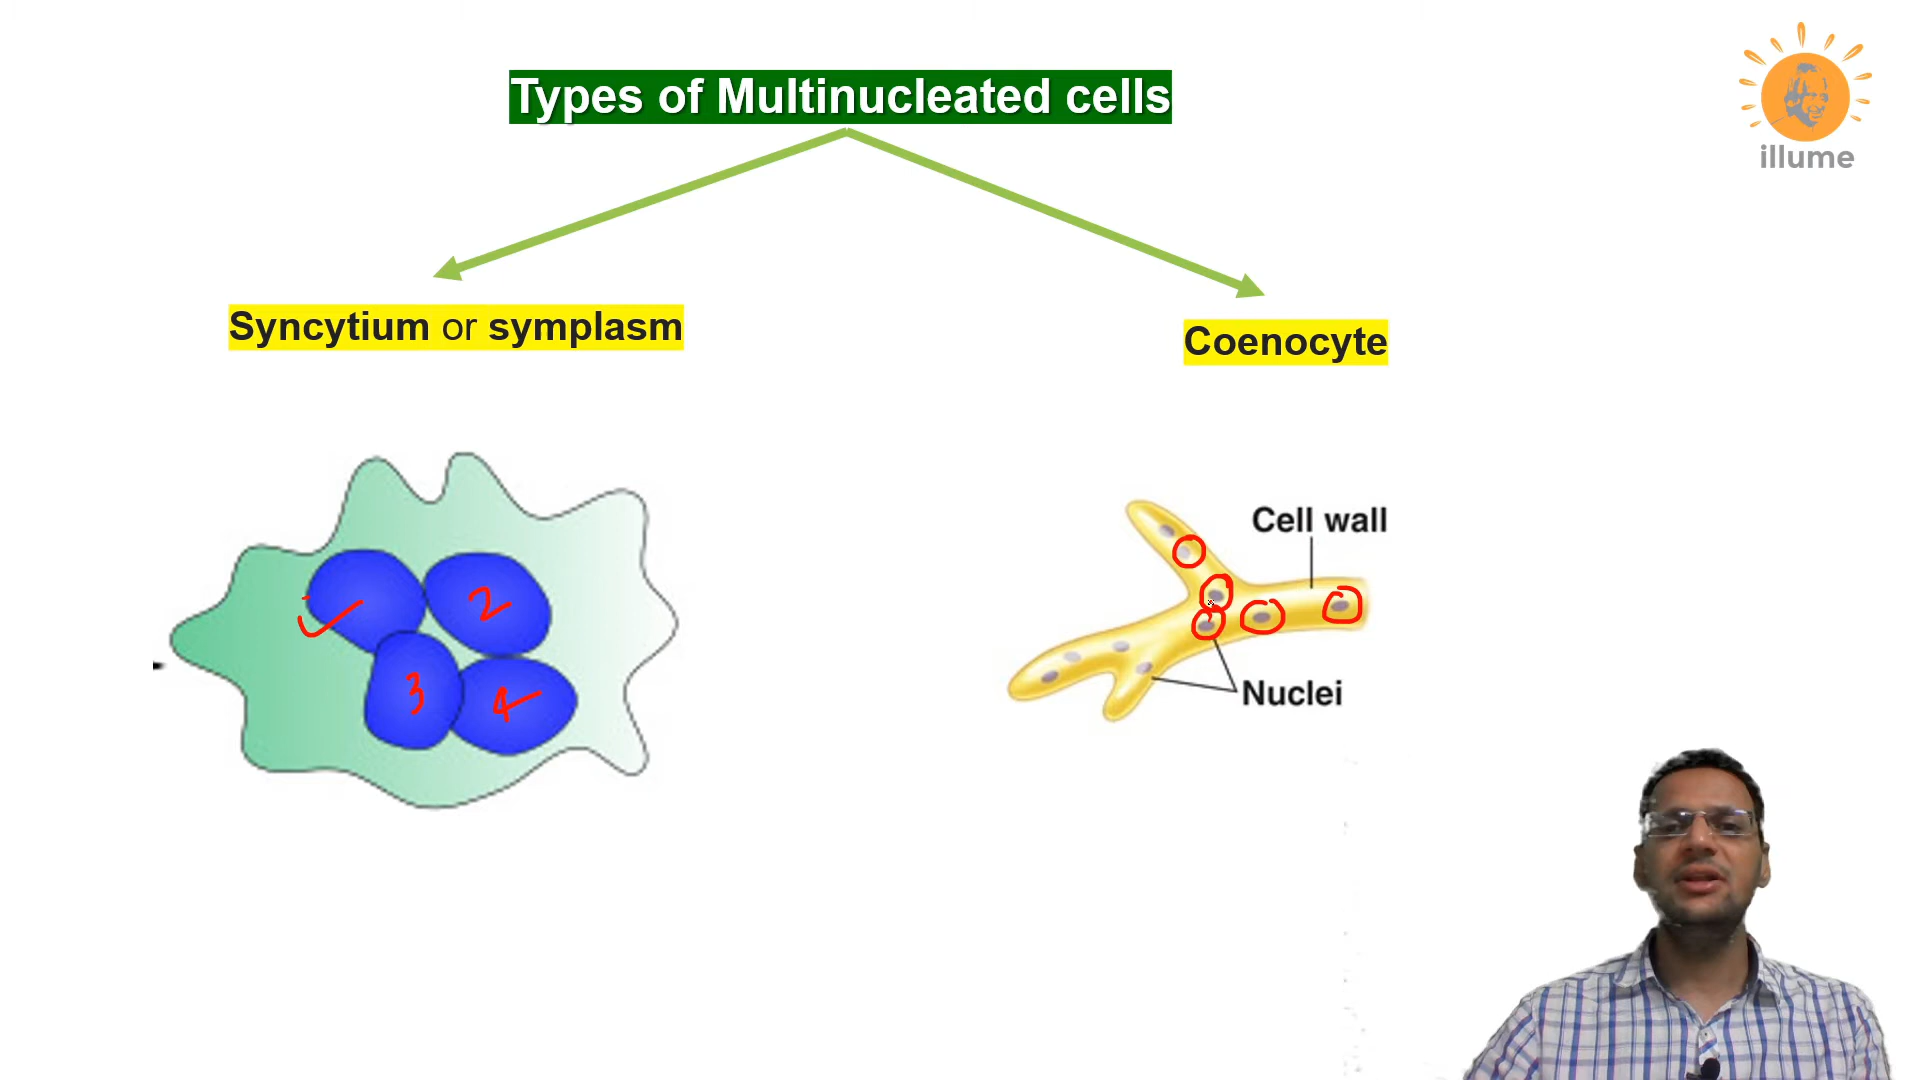 Types of Multinucleated cells
illume
Syncytium or symplasm
Coenocyte
Cell wall
2
3
4
Nuclei